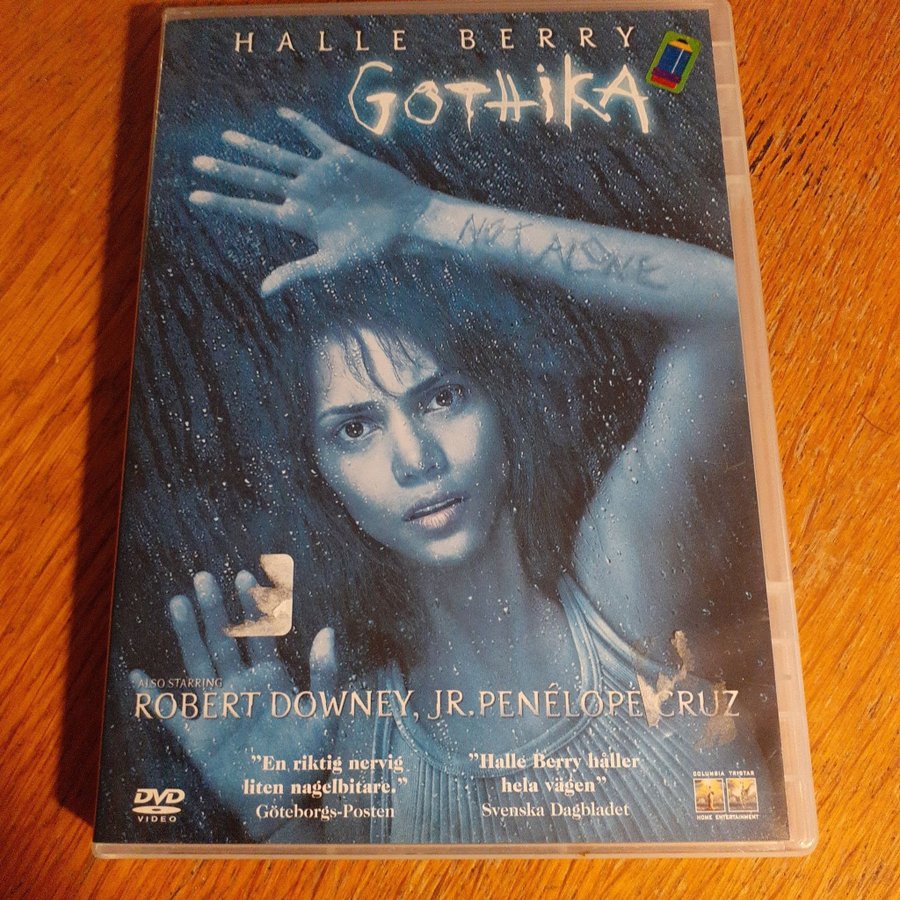 HALLE BERRY
GOTHIKA
NOT ALONE
ALSO STARRING
ROBERT DOWNEY, JR. PENÉLOPE CRUZ
"En riktig nervig
liten nagelbitare."
Göteborgs-Posten
"Halle Berry håller
hela vägen"
Svenska Dagbladet
DVD
VIDEO
COLUMBIA TRISTAR
HOME ENTERTAINMENT